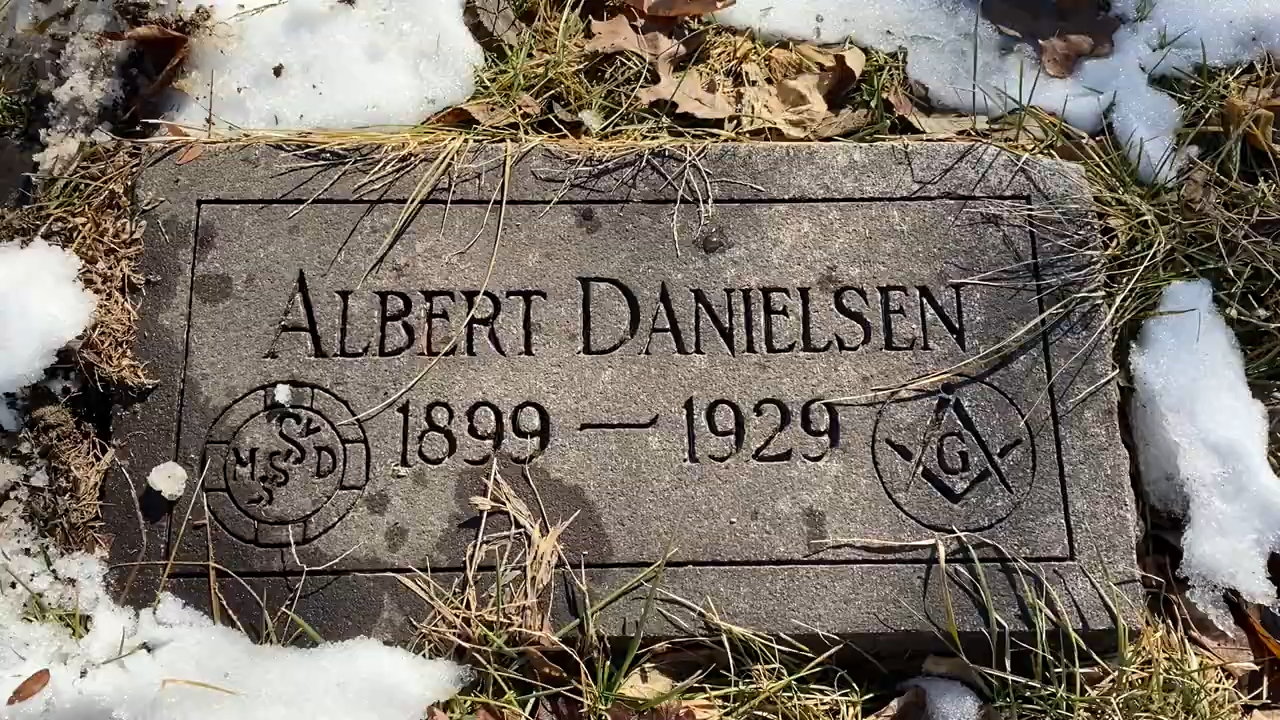 ALBERT DANIELSEN
1899 — 1929
M S S D
G